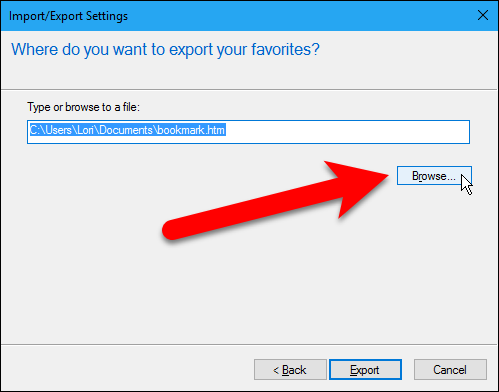 Import/Export Settings
Where do you want to export your favorites?
Type or browse to a file:
C:\Users\Lori\Documents\bookmark.htm
Browse...
< Back
Export
Cancel